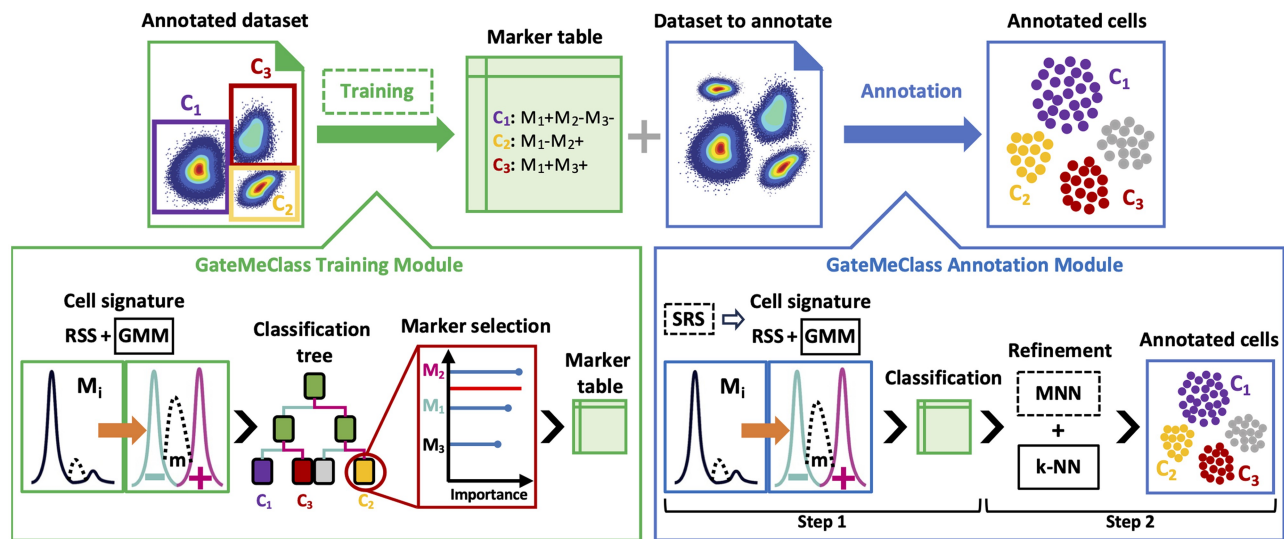 Annotated dataset
C1
C3
C2
Training
Marker table
C1: M1+M2-M3-
C2: M1-M2+
C3: M1+M3+
+
Dataset to annotate
Annotation
Annotated cells
C1
C2
C3
GateMeClass Training Module
Cell signature
RSS + GMM
Mi
m
− +
Classification
tree
C1
C3
C2
Marker selection
M2
M1
M3
Importance
Marker
table
GateMeClass Annotation Module
SRS
Cell signature
RSS + GMM
Mi
m
− +
Classification
Step 1
Refinement
MNN
+
k-NN
Annotated cells
C1
C2
C3
Step 2